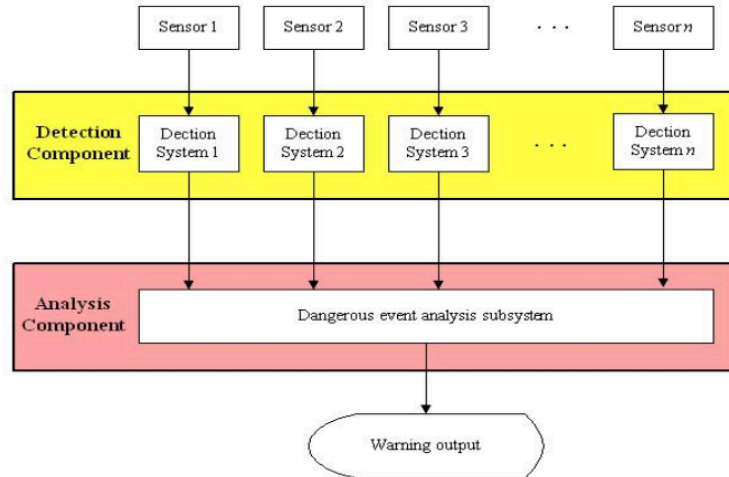 Sensor 1
Sensor 2
Sensor 3
. . .
Sensor n
Detection
Component
Dection
System 1
Dection
System 2
Dection
System 3
. . .
Dection
System n
Analysis
Component
Dangerous event analysis subsystem
Warning output